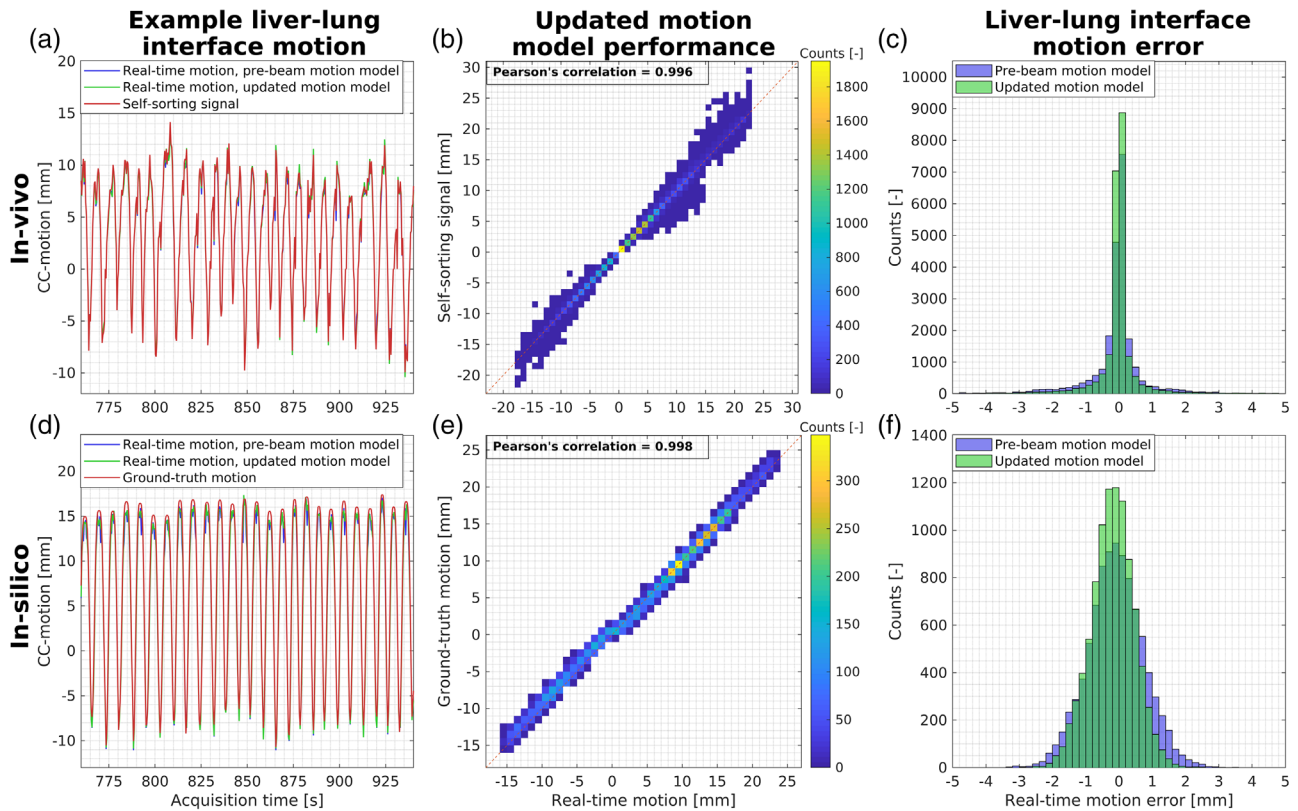 Example liver-lung
interface motion
Updated motion
model performance
Liver-lung interface
motion error
In-vivo
(a)
20
15
10
5
0
-5
-10
CC-motion [mm]
Real-time motion, pre-beam motion model
Real-time motion, updated motion model
Self-sorting signal
775 800 825 850 875 900 925
(b)
Counts [-]
Pearson's correlation = 0.996
30
25
20
15
10
5
0
-5
-10
-15
-20
Self-sorting signal [mm]
-20 -15 -10 -5 0 5 10 15 20 25 30
1800
1600
1400
1200
1000
800
600
400
200
0
(c)
Pre-beam motion model
Updated motion model
10000
9000
8000
7000
6000
5000
4000
3000
2000
1000
0
Counts [-]
-5 -4 -3 -2 -1 0 1 2 3 4 5
In-silico
(d)
Real-time motion, pre-beam motion model
Real-time motion, updated motion model
Ground-truth motion
20
15
10
5
0
-5
-10
CC-motion [mm]
775 800 825 850 875 900 925
Acquisition time [s]
(e)
Counts [-]
Pearson's correlation = 0.998
25
20
15
10
5
0
-5
-10
-15
Ground-truth motion [mm]
-15 -10 -5 0 5 10 15 20 25
Real-time motion [mm]
300
250
200
150
100
50
0
(f)
Pre-beam motion model
Updated motion model
1400
1200
1000
800
600
400
200
0
Counts [-]
-5 -4 -3 -2 -1 0 1 2 3 4 5
Real-time motion error [mm]